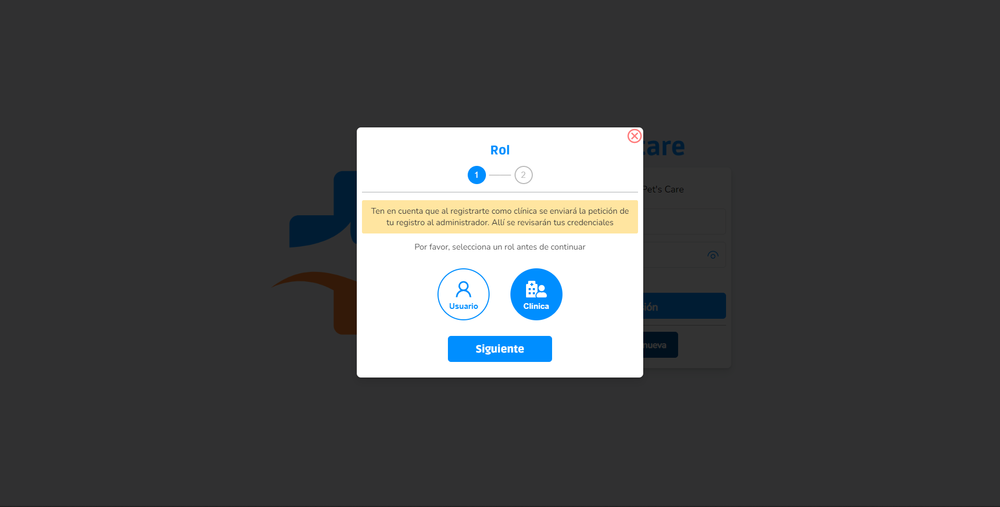 Rol
1
2
Ten en cuenta que al registrarte como clínica se enviará la petición de
tu registro al administrador. Allí se revisarán tus credenciales
Por favor, selecciona un rol antes de continuar
Usuario
Clínica
Siguiente
care
Pet's Care
ión
nueva